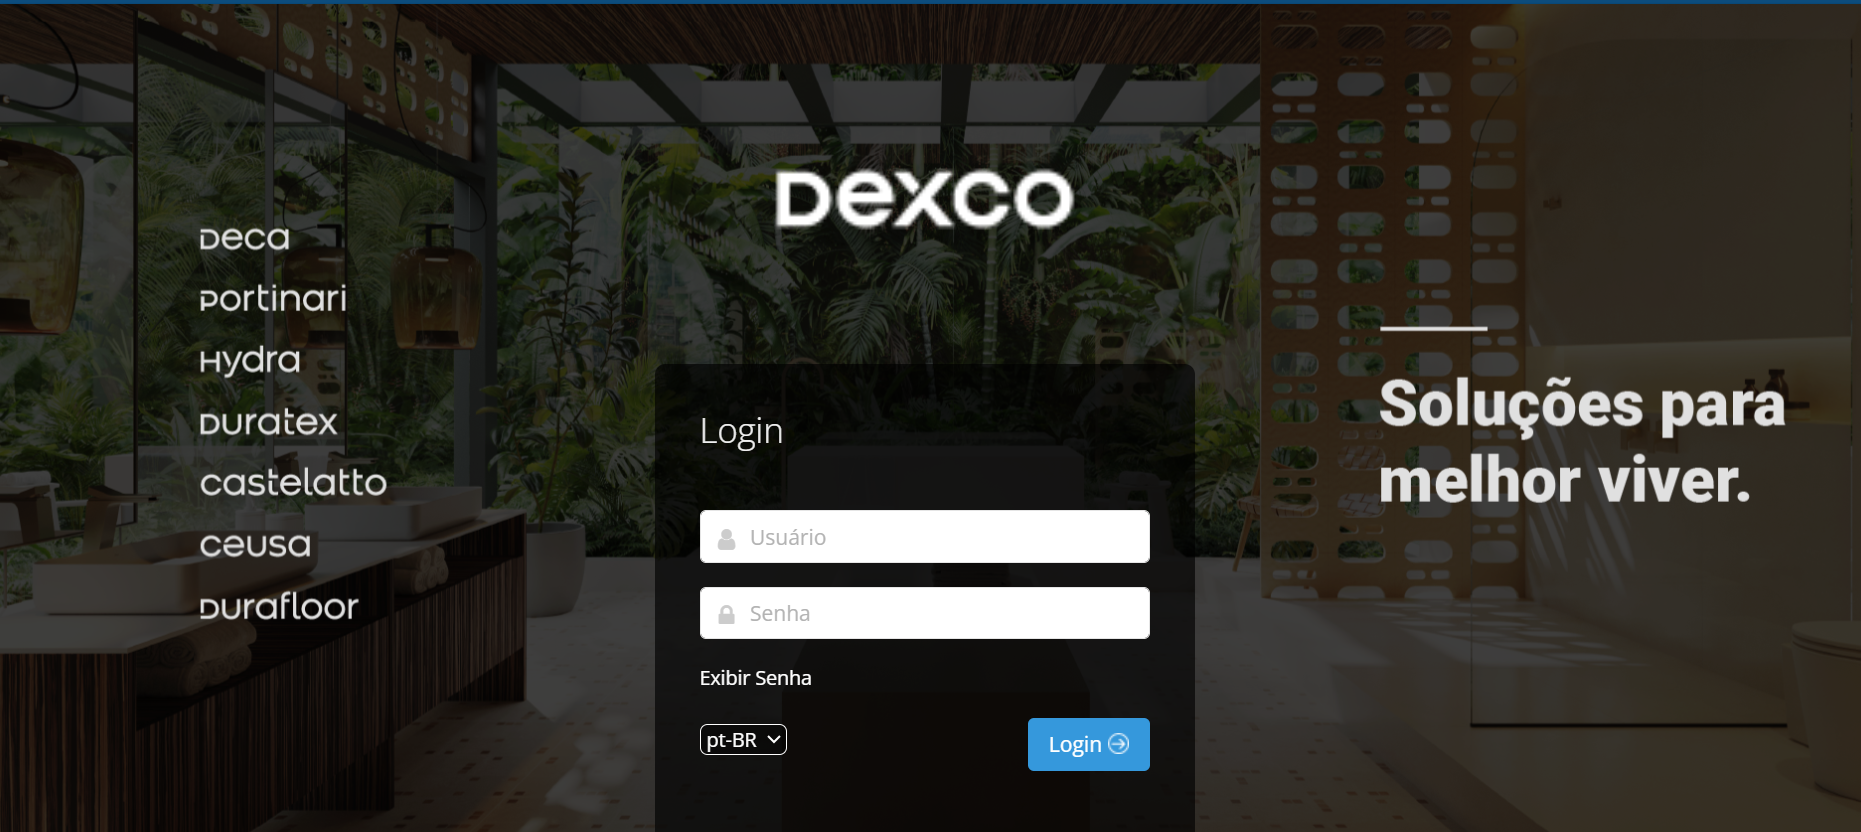 Dexco
Deca
Portinari
Hydra
Duratex
castelatto
ceusa
Durafloor
Login
Usuário
Senha
Exibir Senha
pt-BR
Login
Soluções para
melhor viver.